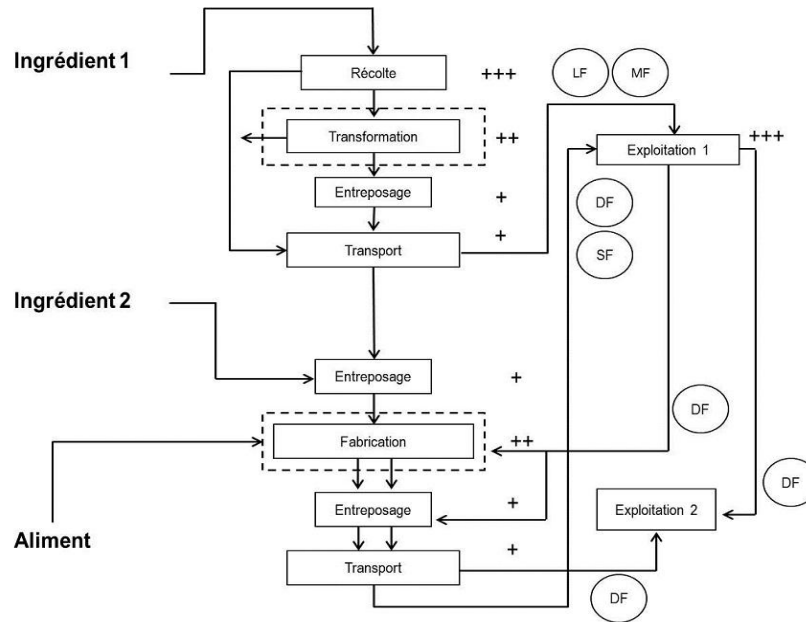 Ingrédient 1
Récolte
+++
LF
MF
Transformation
++
Exploitation 1
+++
Entreposage
+
DF
Transport
+
SF
Ingrédient 2
Entreposage
+
DF
Fabrication
++
DF
Entreposage
+
Exploitation 2
Aliment
+
Transport
DF